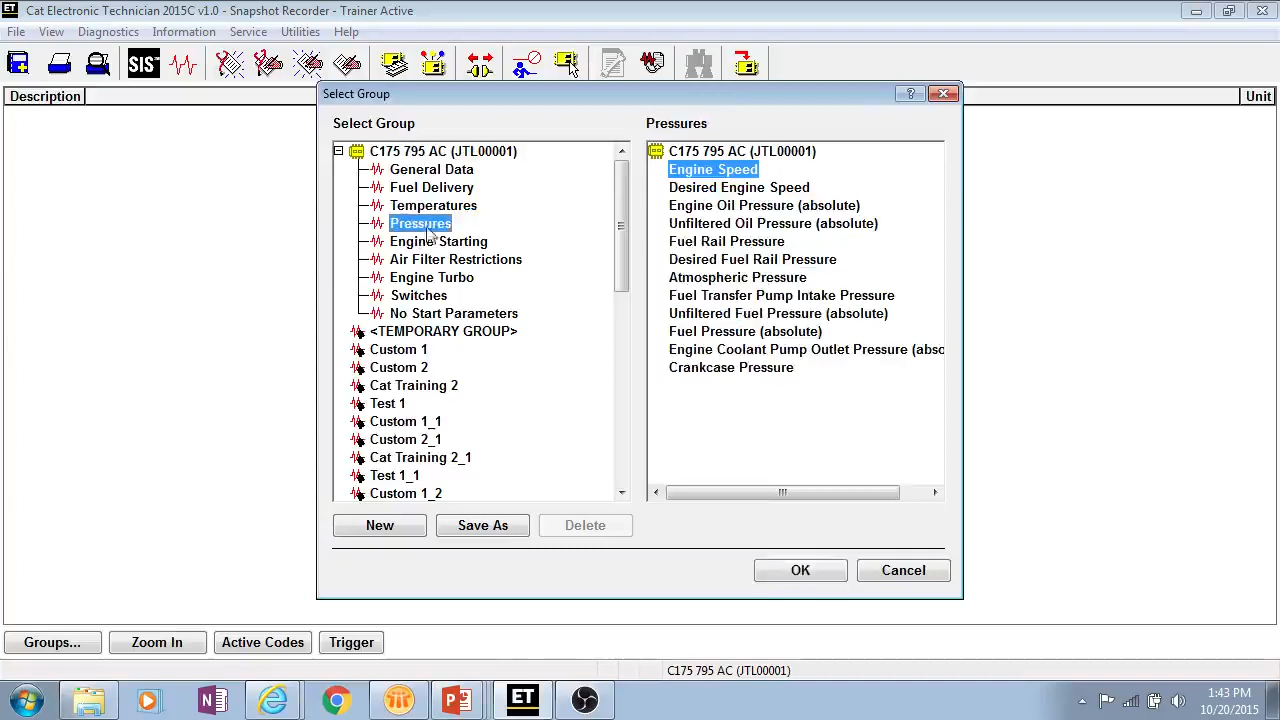 ET Cat Electronic Technician 2015C v1.0 - Snapshot Recorder - Trainer Active
File View Diagnostics Information Service Utilities Help
SIS
Description Unit
Select Group
Select Group Pressures
C175 795 AC (JTL00001)
General Data
Fuel Delivery
Temperatures
Pressures
Engine Starting
Air Filter Restrictions
Engine Turbo
Switches
No Start Parameters
<TEMPORARY GROUP>
Custom 1
Custom 2
Cat Training 2
Test 1
Custom 1_1
Custom 2_1
Cat Training 2_1
Test 1_1
Custom 1_2
C175 795 AC (JTL00001)
Engine Speed
Desired Engine Speed
Engine Oil Pressure (absolute)
Unfiltered Oil Pressure (absolute)
Fuel Rail Pressure
Desired Fuel Rail Pressure
Atmospheric Pressure
Fuel Transfer Pump Intake Pressure
Unfiltered Fuel Pressure (absolute)
Fuel Pressure (absolute)
Engine Coolant Pump Outlet Pressure (abso
Crankcase Pressure
New Save As Delete
OK Cancel
Groups... Zoom In Active Codes Trigger
C175 795 AC (JTL00001)
ET
1:43 PM
10/20/2015